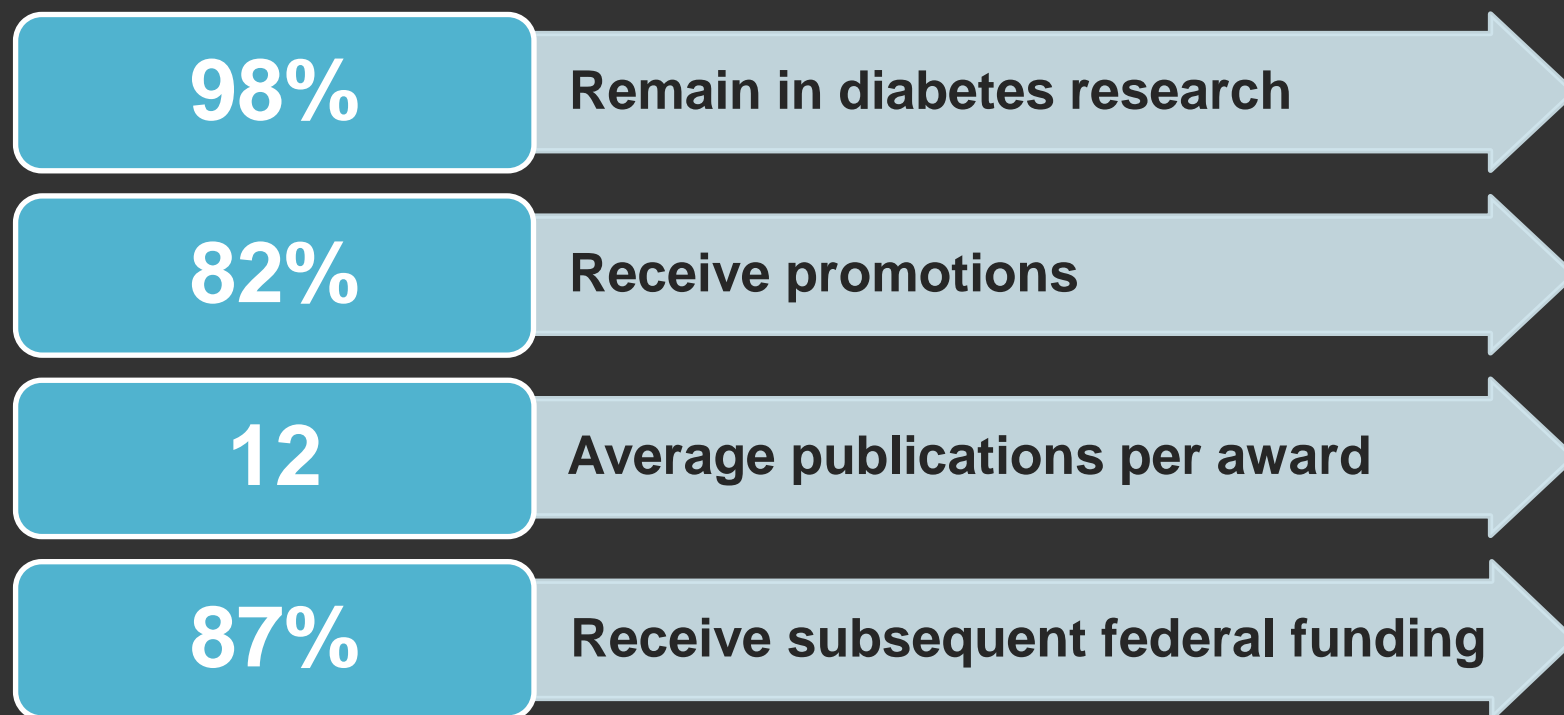 98%
Remain in diabetes research
82%
Receive promotions
12
Average publications per award
87%
Receive subsequent federal funding